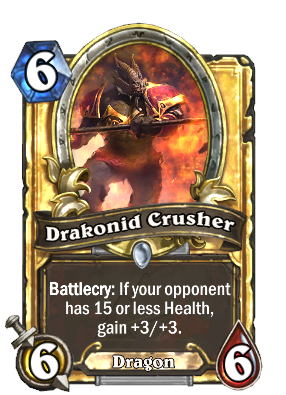 6
Drakonid Crusher
Battlecry: If your opponent
has 15 or less Health,
gain +3/+3.
6
Dragon
6